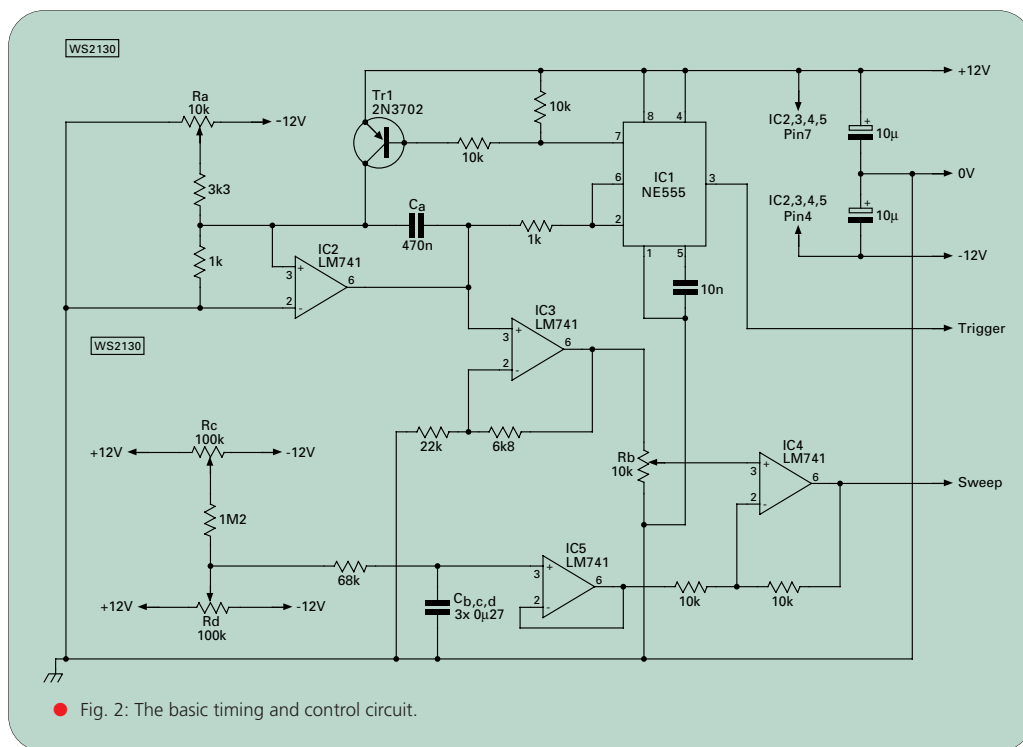 WS2130
Ra
10k
-12V
3k3
1k
Tr1
2N3702
10k
10k
Ca
470n
1k
IC2
LM741
3
+
2
-
6
8
4
7
6
2
IC1
NE555
3
1
5
10n
IC2,3,4,5
Pin7
+
10µ
+12V
0V
IC2,3,4,5
Pin4
+
10µ
-12V
Trigger
WS2130
IC3
LM741
3
+
2
-
6
22k
6k8
Rb
10k
IC4
LM741
3
+
2
-
6
Sweep
Rc
100k
+12V
-12V
1M2
68k
+12V
-12V
Rd
100k
Cb,c,d
3x 0µ27
IC5
LM741
3
+
2
-
6
10k
10k
Fig. 2: The basic timing and control circuit.